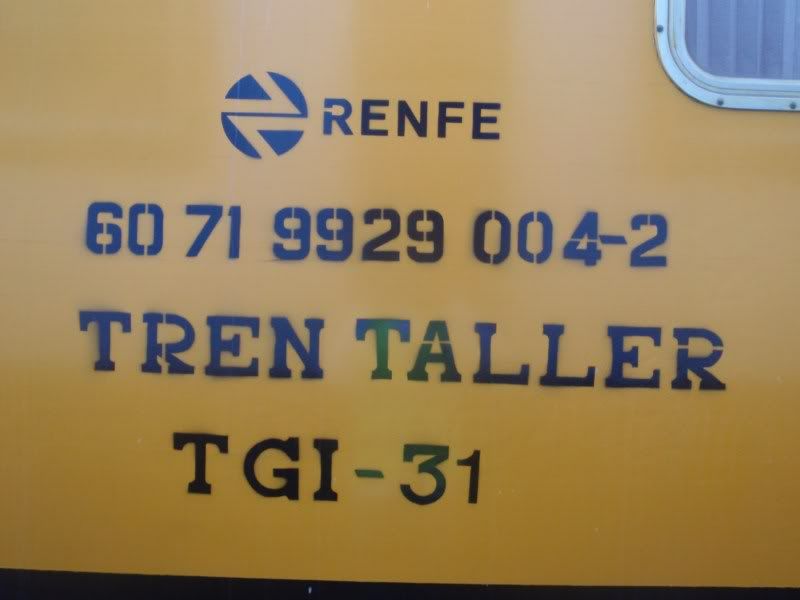 RENFE
60 71 9929 004-2
TREN TALLER
TGI-31